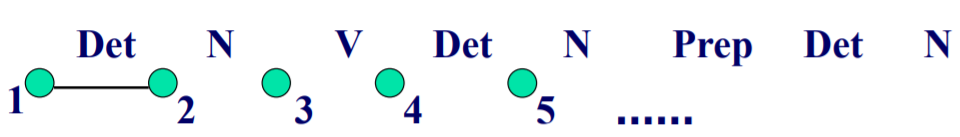 Det N V Det N Prep Det N
1 2 3 4 5 ......